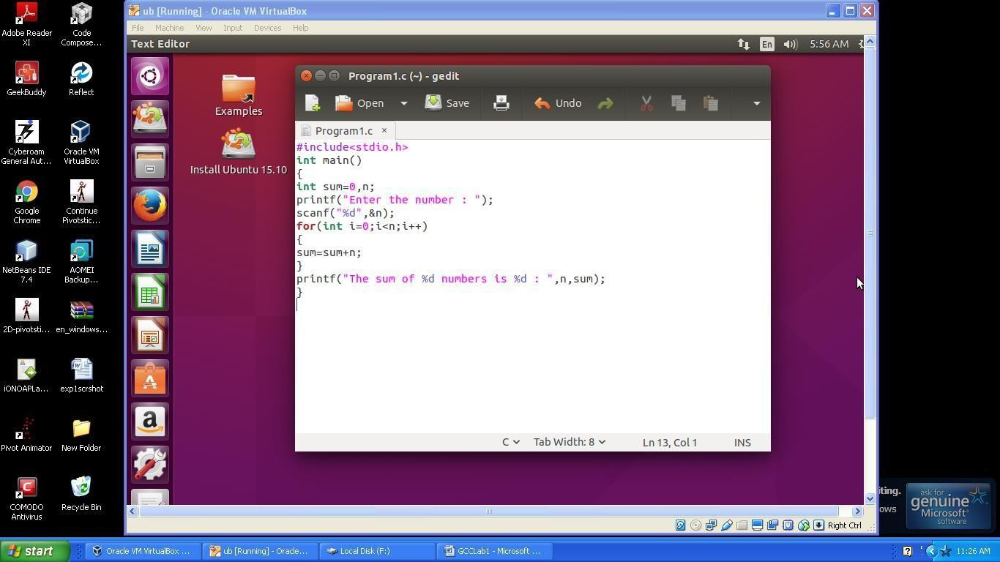 Adobe Reader
XI
Code
Compose...
GeekBuddy
Reflect
Cyberoam
General Aut...
Oracle VM
VirtualBox
Google
Chrome
Continue
Pivotstic...
NetBeans IDE
7.4
AOMEI
Backup...
2D-pivotsti...
en_windows...
iONOAPLa...
exp1scrshot
Pivot Animator
New Folder
COMODO
Antivirus
Recycle Bin
ub [Running] - Oracle VM VirtualBox
File Machine View Input Devices Help
Text Editor
En
5:56 AM
Examples
Install Ubuntu 15.10
Program1.c (~) - gedit
Open Save Undo
Program1.c ×
#include<stdio.h>
int main()
{
int sum=0,n;
printf("Enter the number : ");
scanf("%d",&n);
for(int i=0;i<n;i++)
{
sum=sum+n;
}
printf("The sum of %d numbers is %d : ",n,sum);
}
C Tab Width: 8 Ln 13, Col 1 INS
Right Ctrl
ask for
genuine
Microsoft
software
start
Oracle VM VirtualBox ...
ub [Running] - Oracle...
Local Disk (F:)
GCCLab1 - Microsoft ...
11:26 AM